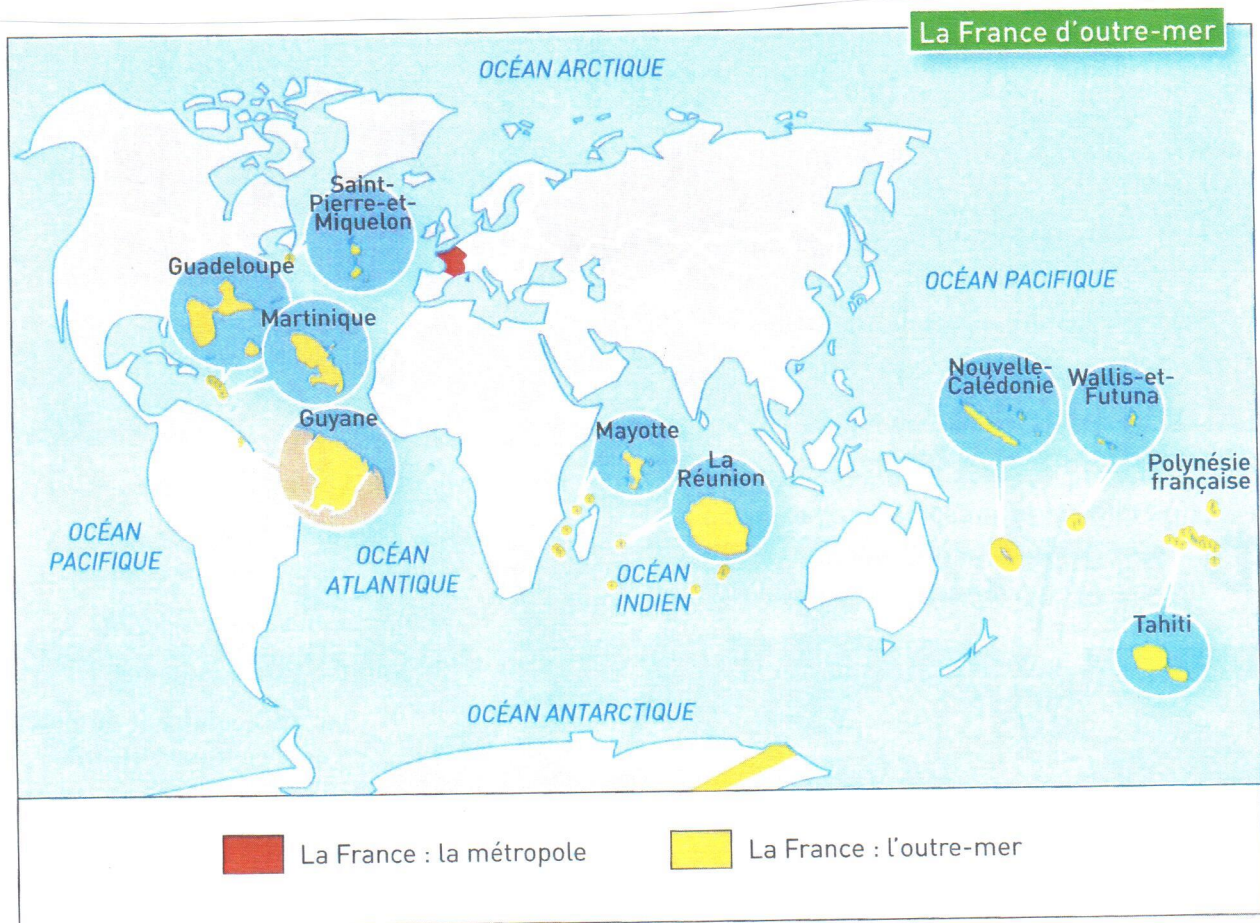 La France d'outre-mer
OCÉAN ARCTIQUE
Saint-
Pierre-et-
Miquelon
Guadeloupe
Martinique
OCÉAN PACIFIQUE
Nouvelle-
Calédonie
Wallis-et-
Futuna
Guyane
Mayotte
La
Réunion
Polynésie
française
OCÉAN
PACIFIQUE
OCÉAN
ATLANTIQUE
OCÉAN
INDIEN
Tahiti
OCÉAN ANTARCTIQUE
La France : la métropole
La France : l'outre-mer